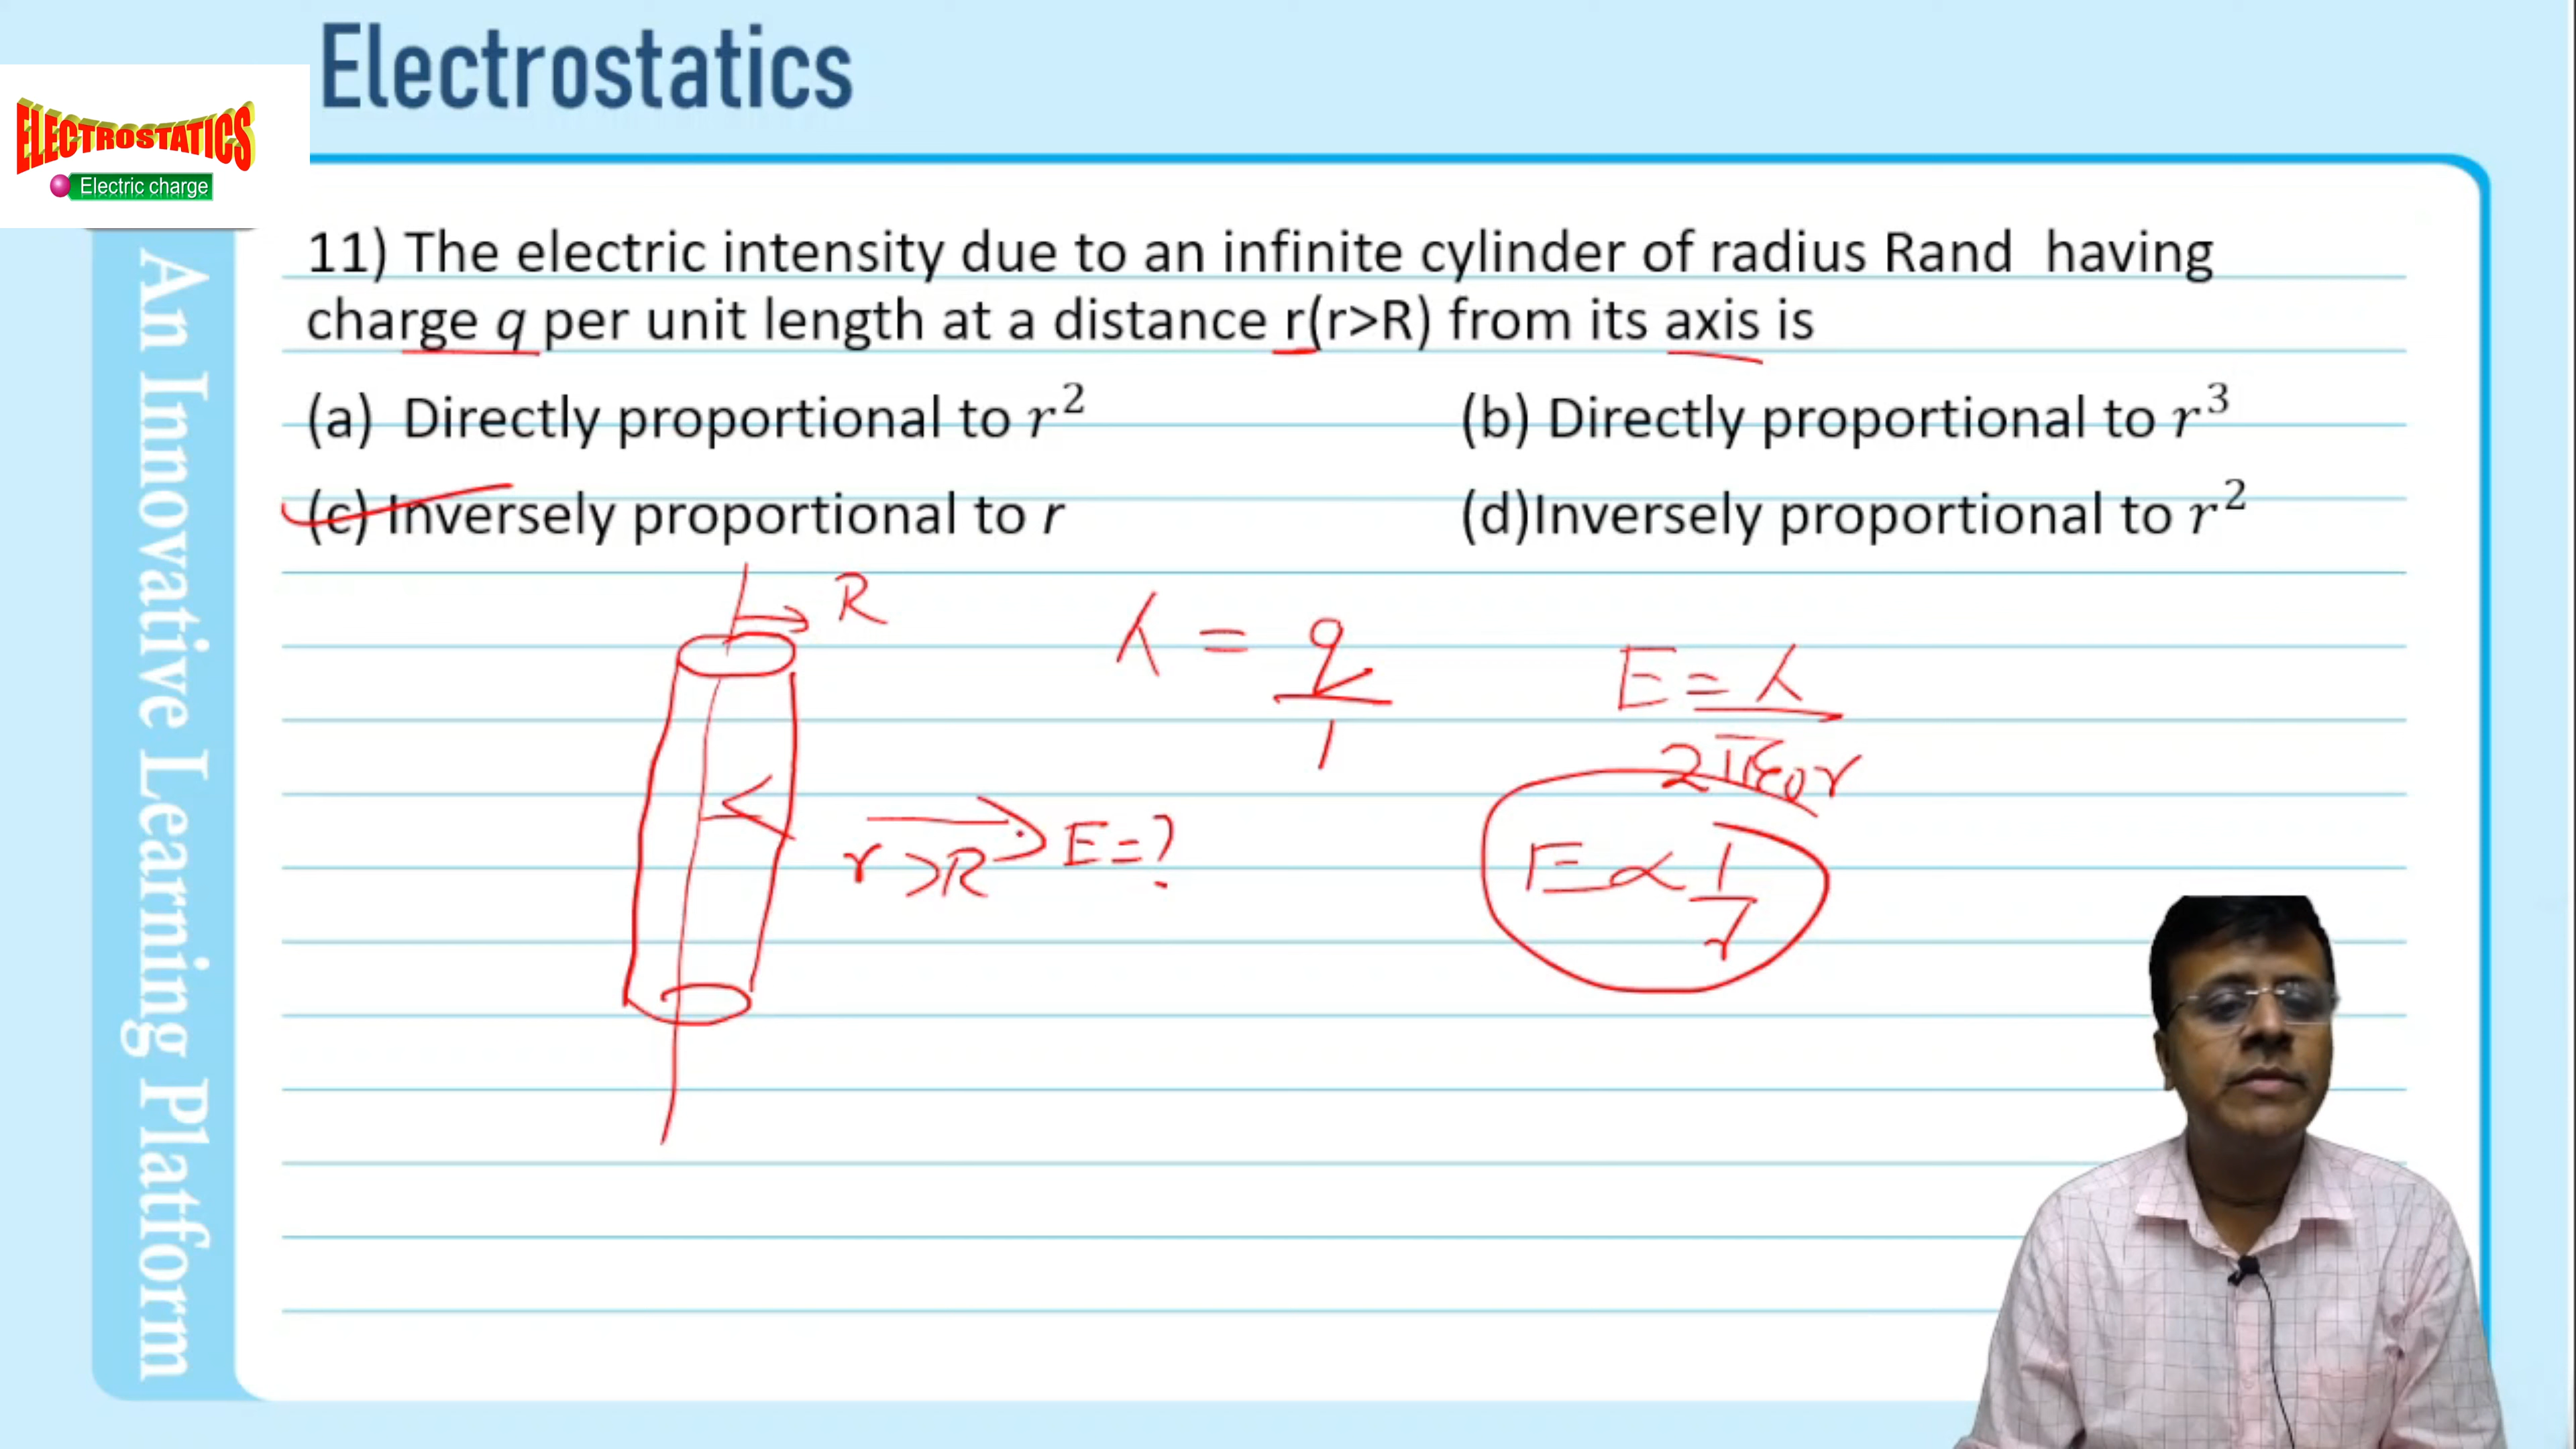 Electrostatics
ELECTROSTATICS
Electric charge
An Innovative Learning Platform
11) The electric intensity due to an infinite cylinder of radius Rand having
charge q per unit length at a distance r(r>R) from its axis is
(a) Directly proportional to r²
(b) Directly proportional to r³
(c) Inversely proportional to r
(d)Inversely proportional to r²
R
λ = q/1
E = λ/2πε₀r
r>R
E=?
E ∝ 1/r